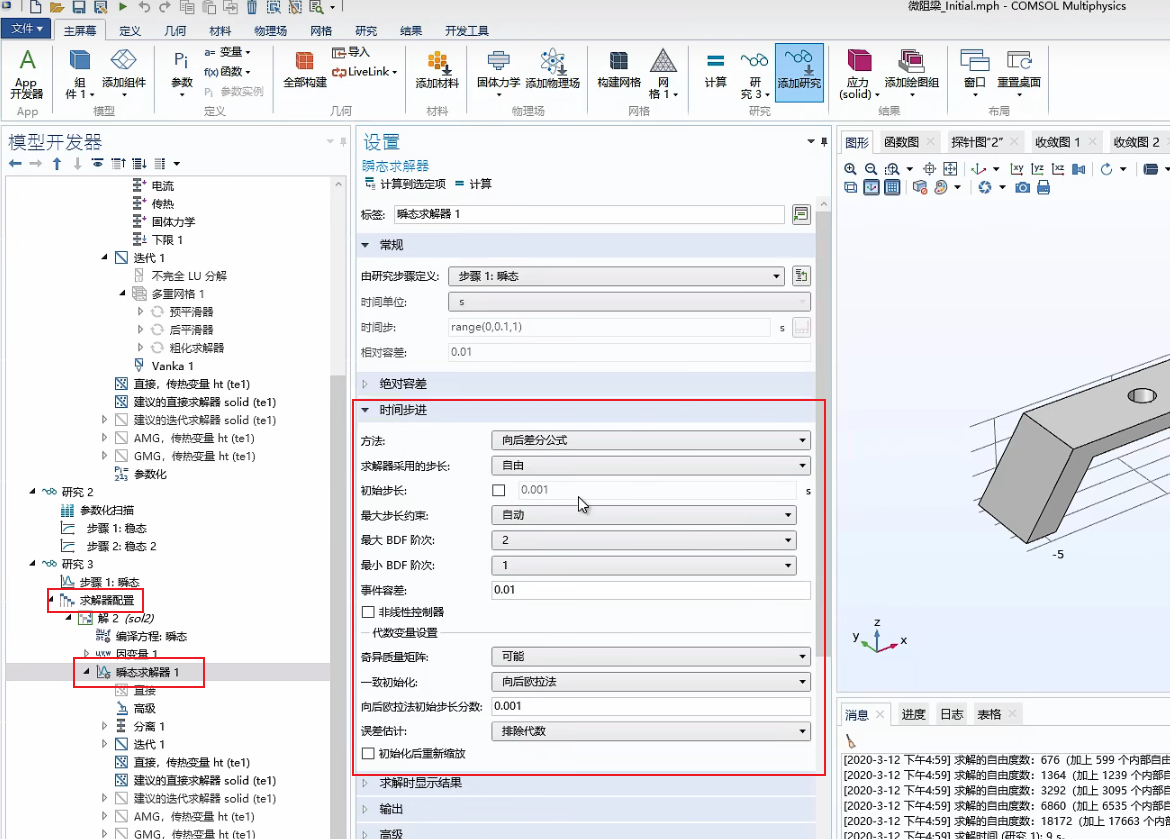 微阻梁_Initial.mph - COMSOL Multiphysics
文件 主屏幕 定义 几何 材料 物理场 网格 研究 结果 开发工具
A
App
开发器
App
组
件 1
添加组件
模型
Pi
参数
a= 变量
f(x) 函数
Pi 参数实例
定义
全部构建
导入
LiveLink
几何
添加材料
材料
固体力学
添加物理场
物理场
构建网格
网
格 1
网格
计算
研
究 3
添加研究
研究
应力
(solid)
添加绘图组
结果
窗口
重置桌面
布局
模型开发器
电流
传热
固体力学
下限 1
迭代 1
不完全 LU 分解
多重网格 1
预平滑器
后平滑器
粗化求解器
Vanka 1
直接，传热变量 ht (te1)
建议的直接求解器 solid (te1)
建议的迭代求解器 solid (te1)
AMG，传热变量 ht (te1)
GMG，传热变量 ht (te1)
参数化
研究 2
参数化扫描
步骤 1: 稳态
步骤 2: 稳态 2
研究 3
步骤 1: 瞬态
求解器配置
解 2 (sol2)
编译方程: 瞬态
因变量 1
瞬态求解器 1
直接
高级
分离 1
迭代 1
直接，传热变量 ht (te1)
建议的直接求解器 solid (te1)
建议的迭代求解器 solid (te1)
AMG，传热变量 ht (te1)
GMG，传热变量 ht (te1)
设置
瞬态求解器
计算到选定项 = 计算
标签: 瞬态求解器 1
常规
由研究步骤定义: 步骤 1: 瞬态
时间单位: s
时间步: range(0,0.1,1) s
相对容差: 0.01
绝对容差
时间步进
方法: 向后差分公式
求解器采用的步长: 自由
初始步长: 0.001 s
最大步长约束: 自动
最大 BDF 阶次: 2
最小 BDF 阶次: 1
事件容差: 0.01
非线性控制器
代数变量设置
奇异质量矩阵: 可能
一致初始化: 向后欧拉法
向后欧拉法初始步长分数: 0.001
误差估计: 排除代数
初始化后重新缩放
求解时显示结果
输出
高级
图形 函数图 探针图"2" 收敛图 1 收敛图 2
xy yz xz
-5
z
y
x
消息 进度 日志 表格
[2020-3-12 下午4:59] 求解的自由度数: 676 (加上 599 个内部自由
[2020-3-12 下午4:59] 求解的自由度数: 1364 (加上 1239 个内部
[2020-3-12 下午4:59] 求解的自由度数: 3292 (加上 3095 个内部
[2020-3-12 下午4:59] 求解的自由度数: 6860 (加上 6535 个内部
[2020-3-12 下午4:59] 求解的自由度数: 18172 (加上 17663 个内
[2020-3-12 下午4:59] 求解时间 (研究 1): 9 s.